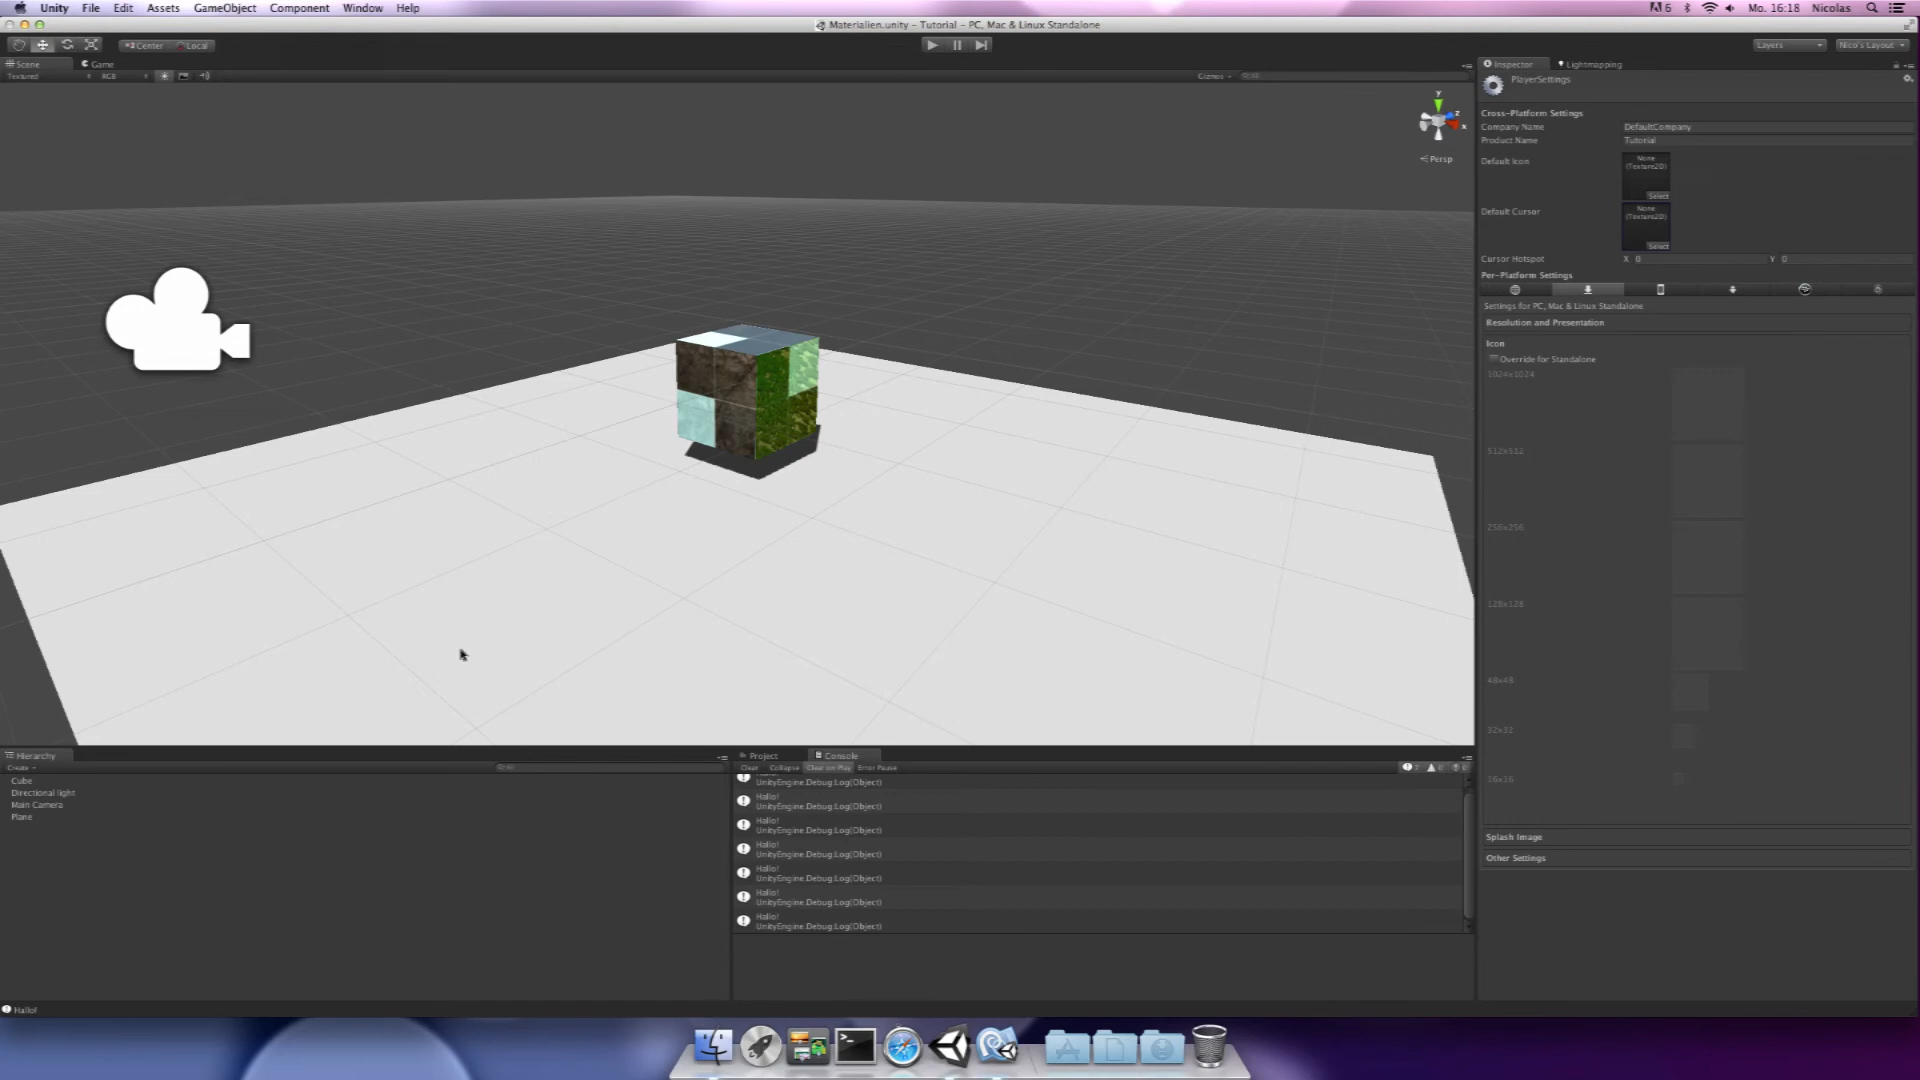 Unity File Edit Assets GameObject Component Window Help
6 Mo. 16:18 Nicolas
Materialien.unity - Tutorial - PC, Mac & Linux Standalone
Center Local
Layers Nico's Layout
Scene Game
Textured RGB
Gizmos All
y
z
x
Persp
Inspector Lightmapping
PlayerSettings
Cross-Platform Settings
Company Name DefaultCompany
Product Name Tutorial
Default Icon
None
(Texture2D)
Select
Default Cursor
None
(Texture2D)
Select
Cursor Hotspot X 0 Y 0
Per-Platform Settings
Settings for PC, Mac & Linux Standalone
Resolution and Presentation
Icon
Override for Standalone
1024x1024
512x512
256x256
128x128
48x48
32x32
16x16
Splash Image
Other Settings
Hierarchy
Create All
Cube
Directional light
Main Camera
Plane
Project Console
Clear Collapse Clear on Play Error Pause
UnityEngine.Debug:Log(Object)
Hallo!
UnityEngine.Debug:Log(Object)
Hallo!
UnityEngine.Debug:Log(Object)
Hallo!
UnityEngine.Debug:Log(Object)
Hallo!
UnityEngine.Debug:Log(Object)
Hallo!
UnityEngine.Debug:Log(Object)
Hallo!
UnityEngine.Debug:Log(Object)
Hallo!